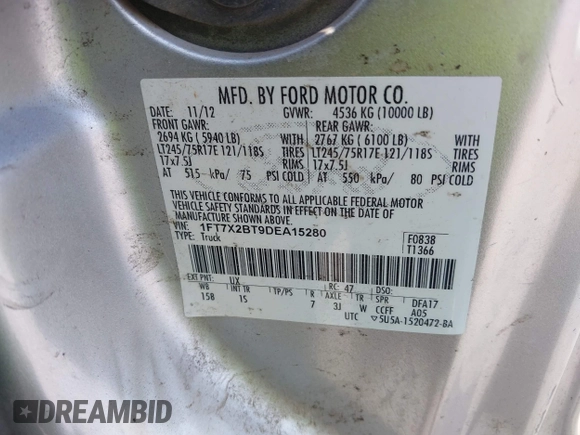 MFD. BY FORD MOTOR CO.
11/12 GVWR: 4536 KG (10000 LB)
FRONT GAWR: REAR GAWR:
2694 KG ( 5940 LB) WITH 2767 KG ( 6100 LB) WITH
LT245/75R17E 121/118S TIRES LT245/75R17E 121/118S TIRES
17x7.5J RIMS 17x7.5J RIMS
AT 515 kPa/ 75 PSI COLD AT 550 kPa/ 80 PSI COLD
THIS VEHICLE CONFORMS TO ALL APPLICABLE FEDERAL MOTOR
VEHICLE SAFETY STANDARDS IN EFFECT ON THE DATE OF
MANUFACTURE SHOWN ABOVE.
VIN: 1FT7X2BT9DEA15280 F0838
TYPE: Truck T1366
EXT PNT: UX RC: 47 DSO:
WB INT TR TP/PS R AXLE TR SPR DFA17
15B 1S 7 3J W CCFF A05
UTC 5U5A-1520472-BA
DREAMBID